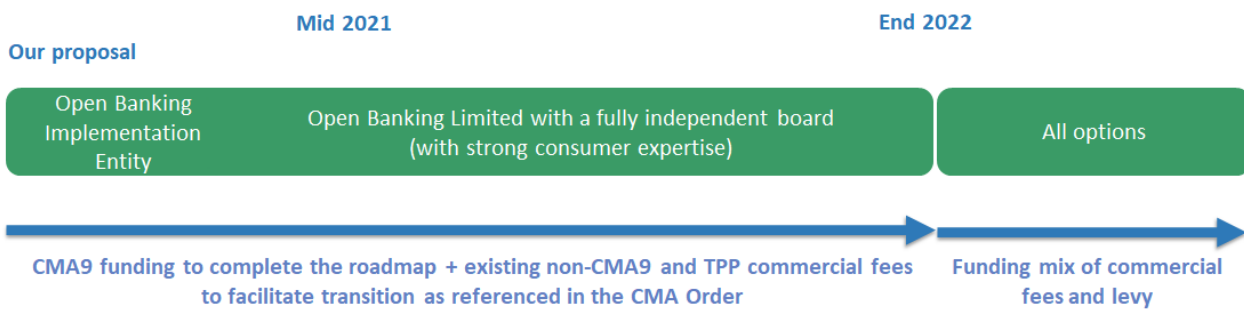 Mid 2021
End 2022
Our proposal
Open Banking
Implementation
Entity
Open Banking Limited with a fully independent board
(with strong consumer expertise)
All options
CMA9 funding to complete the roadmap + existing non-CMA9 and TPP commercial fees
to facilitate transition as referenced in the CMA Order
Funding mix of commercial
fees and levy